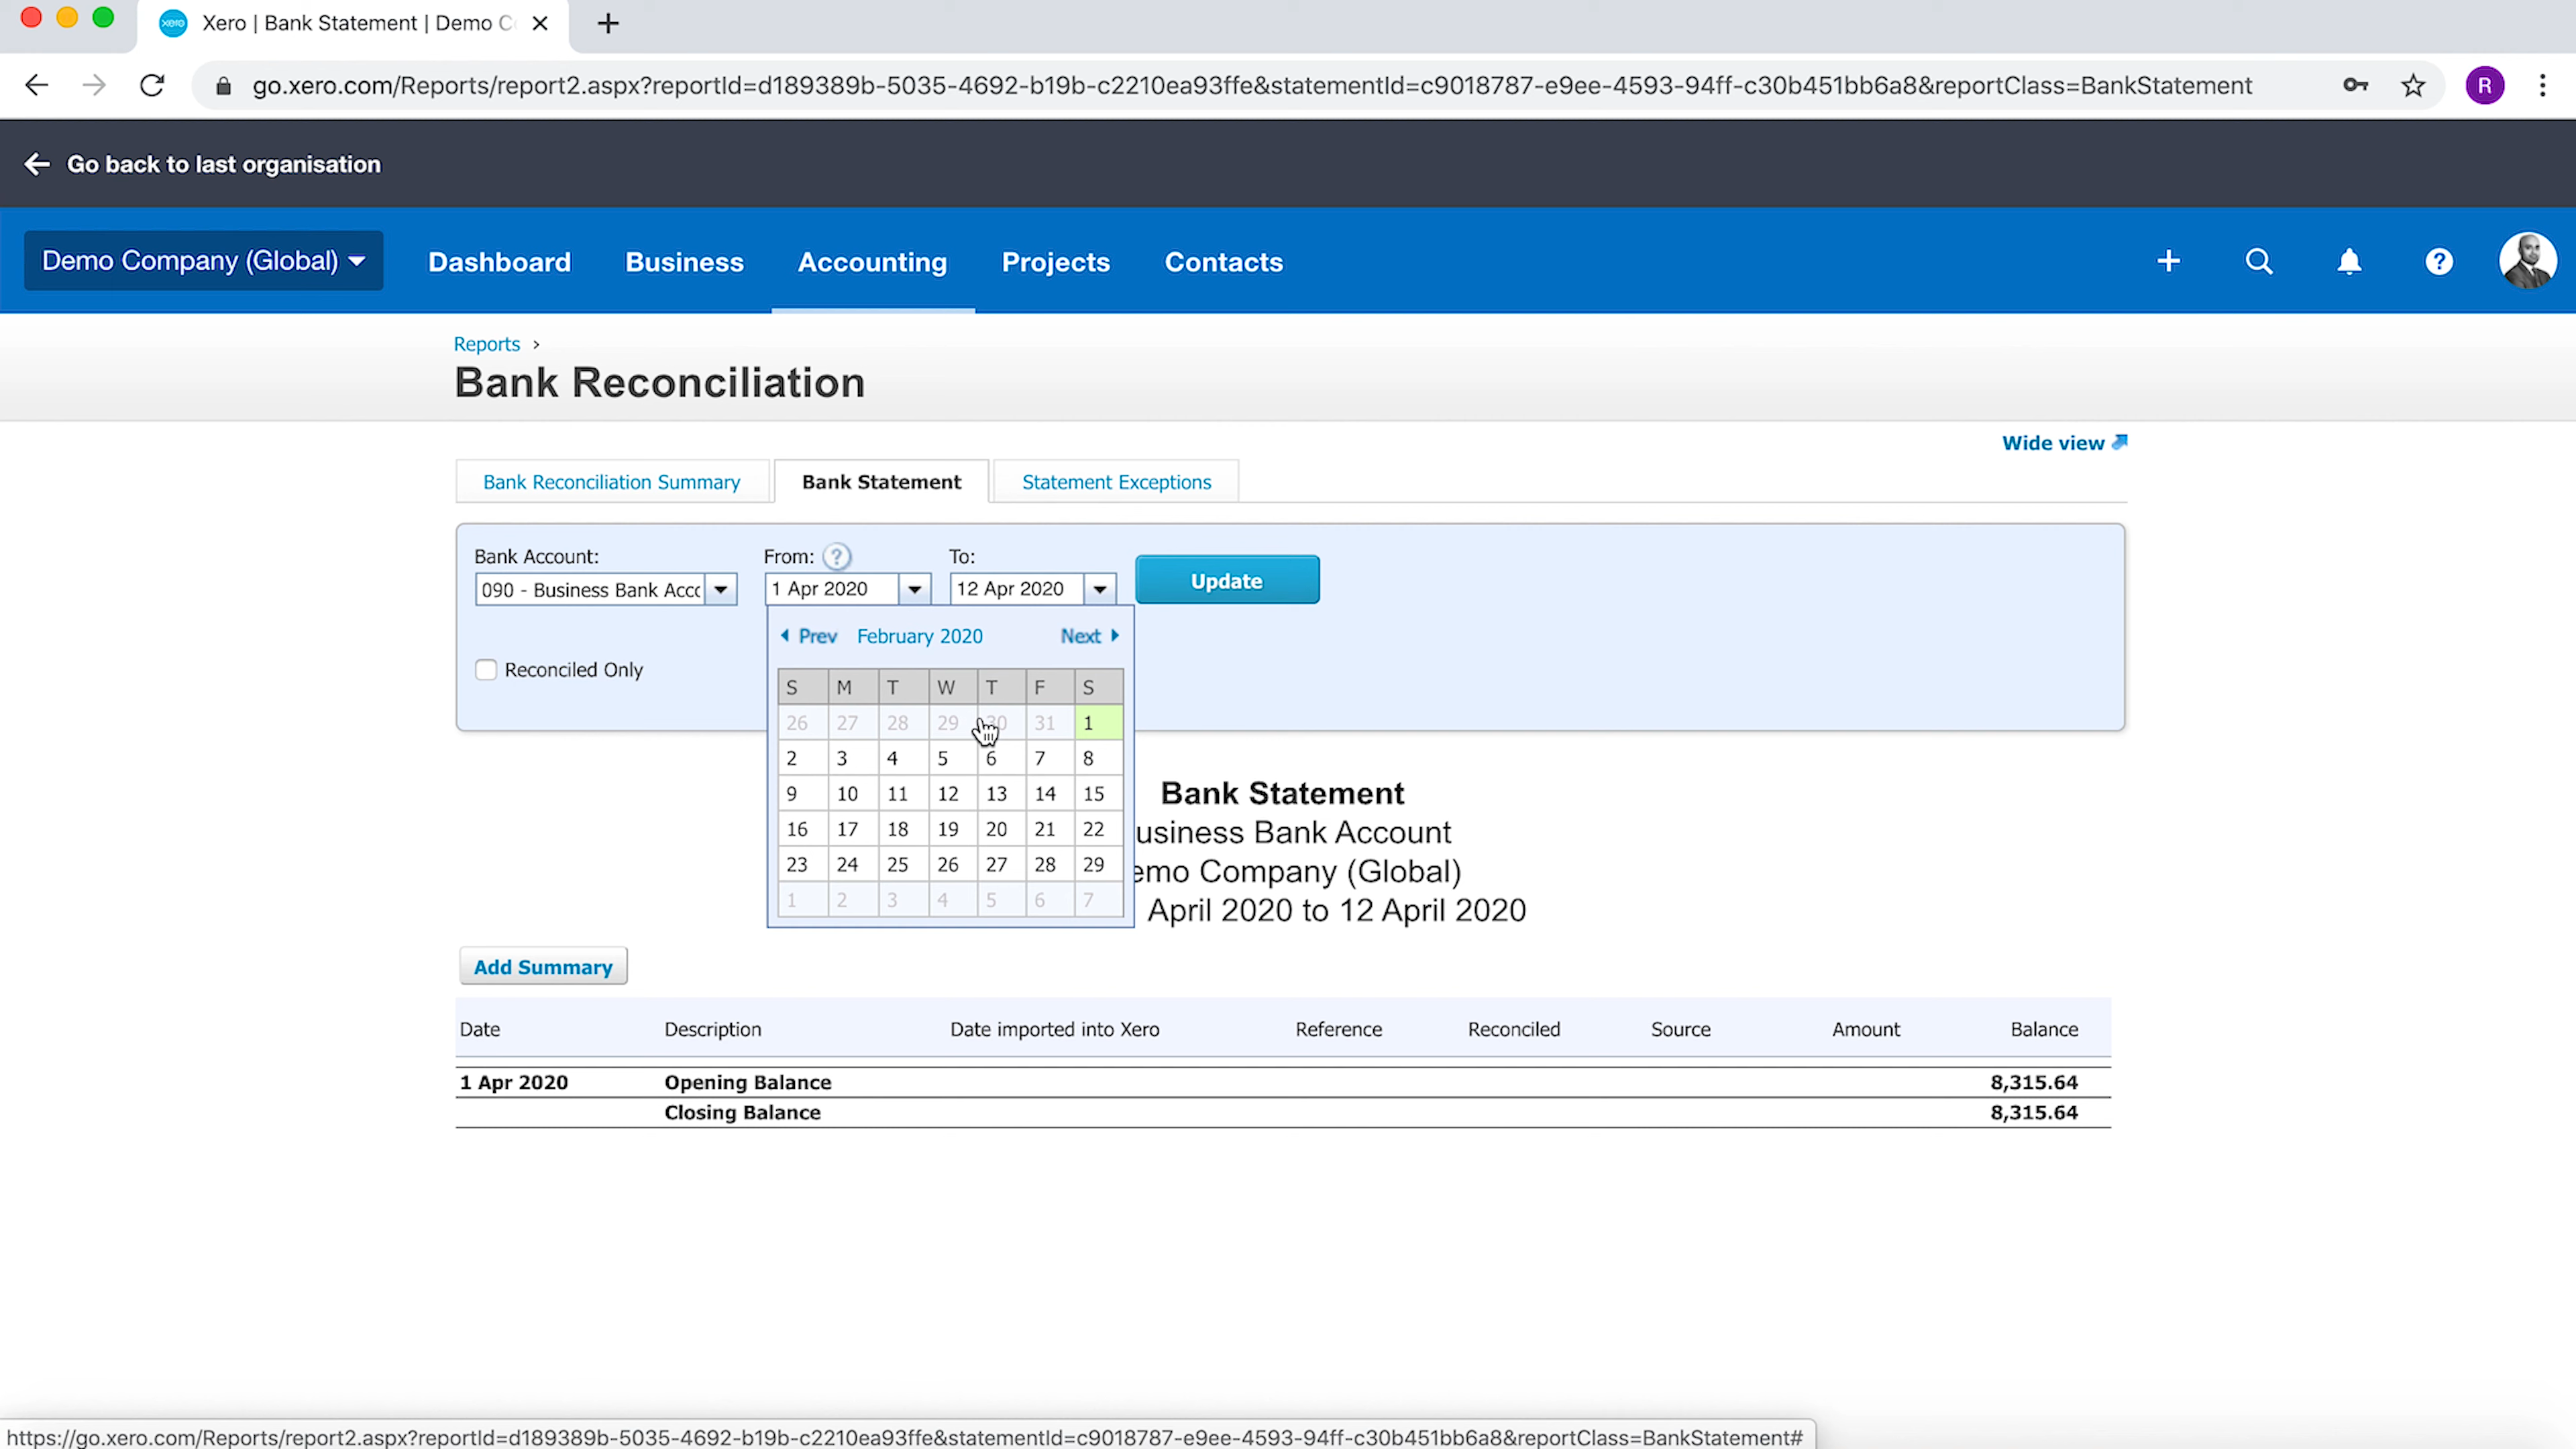 Xero | Bank Statement | Demo C
go.xero.com/Reports/report2.aspx?reportId=d189389b-5035-4692-b19b-c2210ea93ffe&statementId=c9018787-e9ee-4593-94ff-c30b451bb6a8&reportClass=BankStatement
R
Go back to last organisation
Demo Company (Global) Dashboard Business Accounting Projects Contacts
Reports
Bank Reconciliation
Wide view
Bank Reconciliation Summary Bank Statement Statement Exceptions
Bank Account: From: ? To:
090 - Business Bank Acco 1 Apr 2020 12 Apr 2020 Update
Prev February 2020 Next
Reconciled Only
S M T W T F S
26 27 28 29 30 31 1
2 3 4 5 6 7 8
9 10 11 12 13 14 15
16 17 18 19 20 21 22
23 24 25 26 27 28 29
1 2 3 4 5 6 7
Bank Statement
usiness Bank Account
emo Company (Global)
April 2020 to 12 April 2020
Add Summary
Date Description Date imported into Xero Reference Reconciled Source Amount Balance
1 Apr 2020 Opening Balance 8,315.64
Closing Balance 8,315.64
https://go.xero.com/Reports/report2.aspx?reportId=d189389b-5035-4692-b19b-c2210ea93ffe&statementId=c9018787-e9ee-4593-94ff-c30b451bb6a8&reportClass=BankStatement#